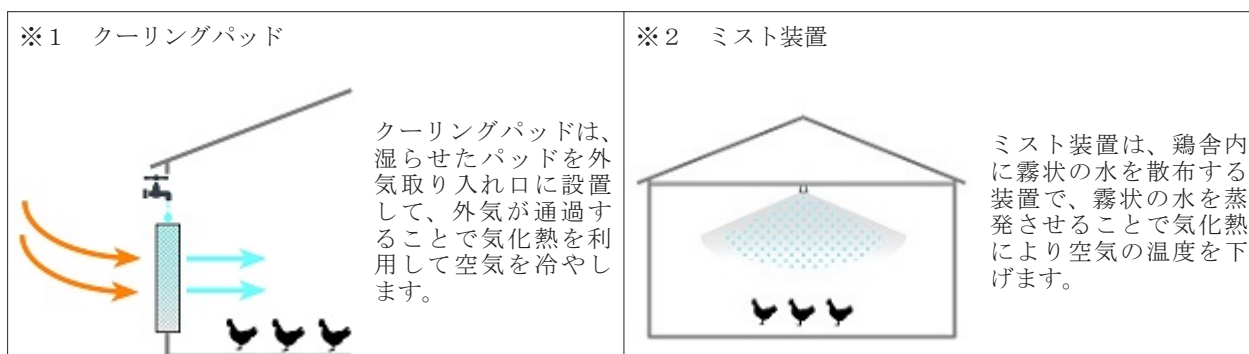 ※1 クーリングパッド
クーリングパッドは、
湿らせたパッドを外
気取り入れ口に設置
して、外気が通過す
ることで気化熱を利
用して空気を冷やし
ます。
※2 ミスト装置
ミスト装置は、鶏舎内
に霧状の水を散布する
装置で、霧状の水を蒸
発させることで気化熱
により空気の温度を下
げます。